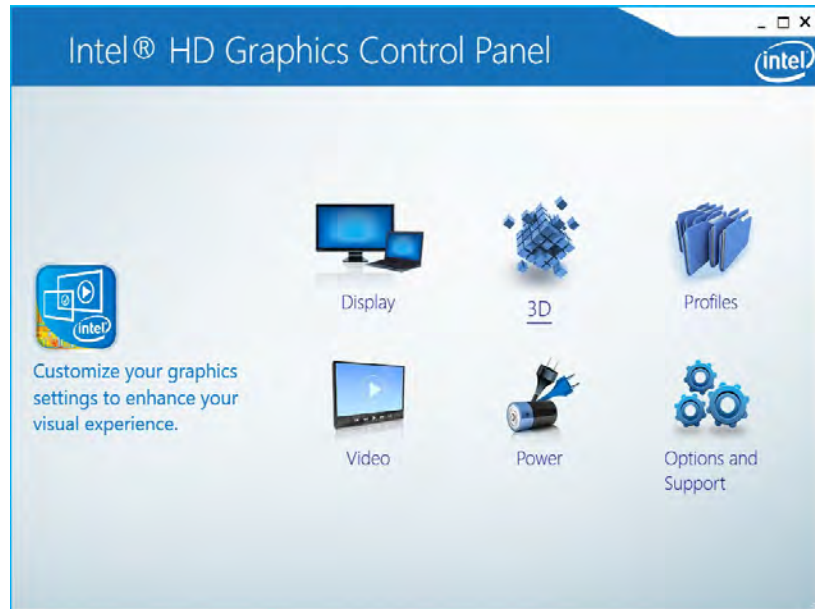 Intel® HD Graphics Control Panel
intel
Display
3D
Profiles
intel
Customize your graphics
settings to enhance your
visual experience.
Video
Power
Options and
Support